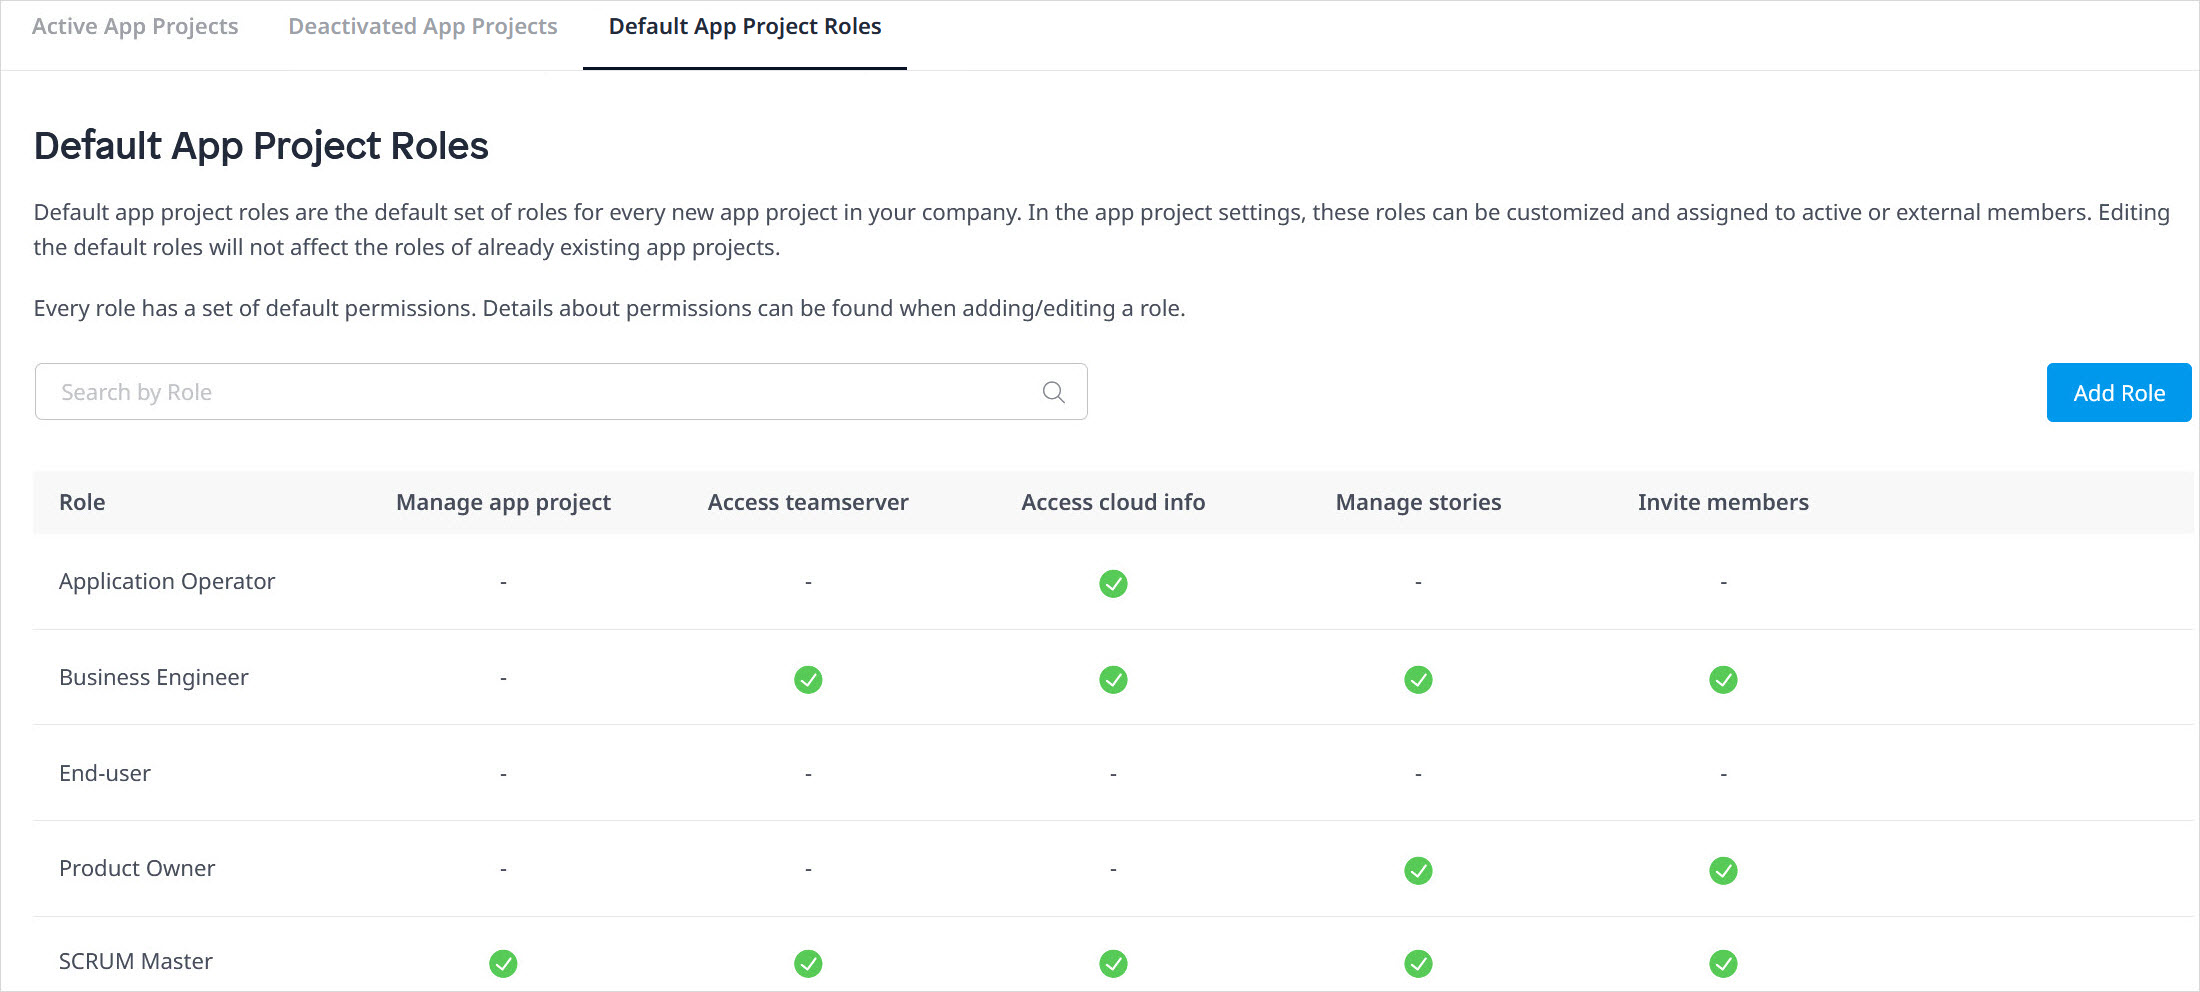 Active App Projects Deactivated App Projects Default App Project Roles
Default App Project Roles
Default app project roles are the default set of roles for every new app project in your company. In the app project settings, these roles can be customized and assigned to active or external members. Editing
the default roles will not affect the roles of already existing app projects.
Every role has a set of default permissions. Details about permissions can be found when adding/editing a role.
Search by Role Add Role
Role Manage app project Access teamserver Access cloud info Manage stories Invite members
Application Operator - - - -
Business Engineer -
End-user - - - - -
Product Owner - - -
SCRUM Master